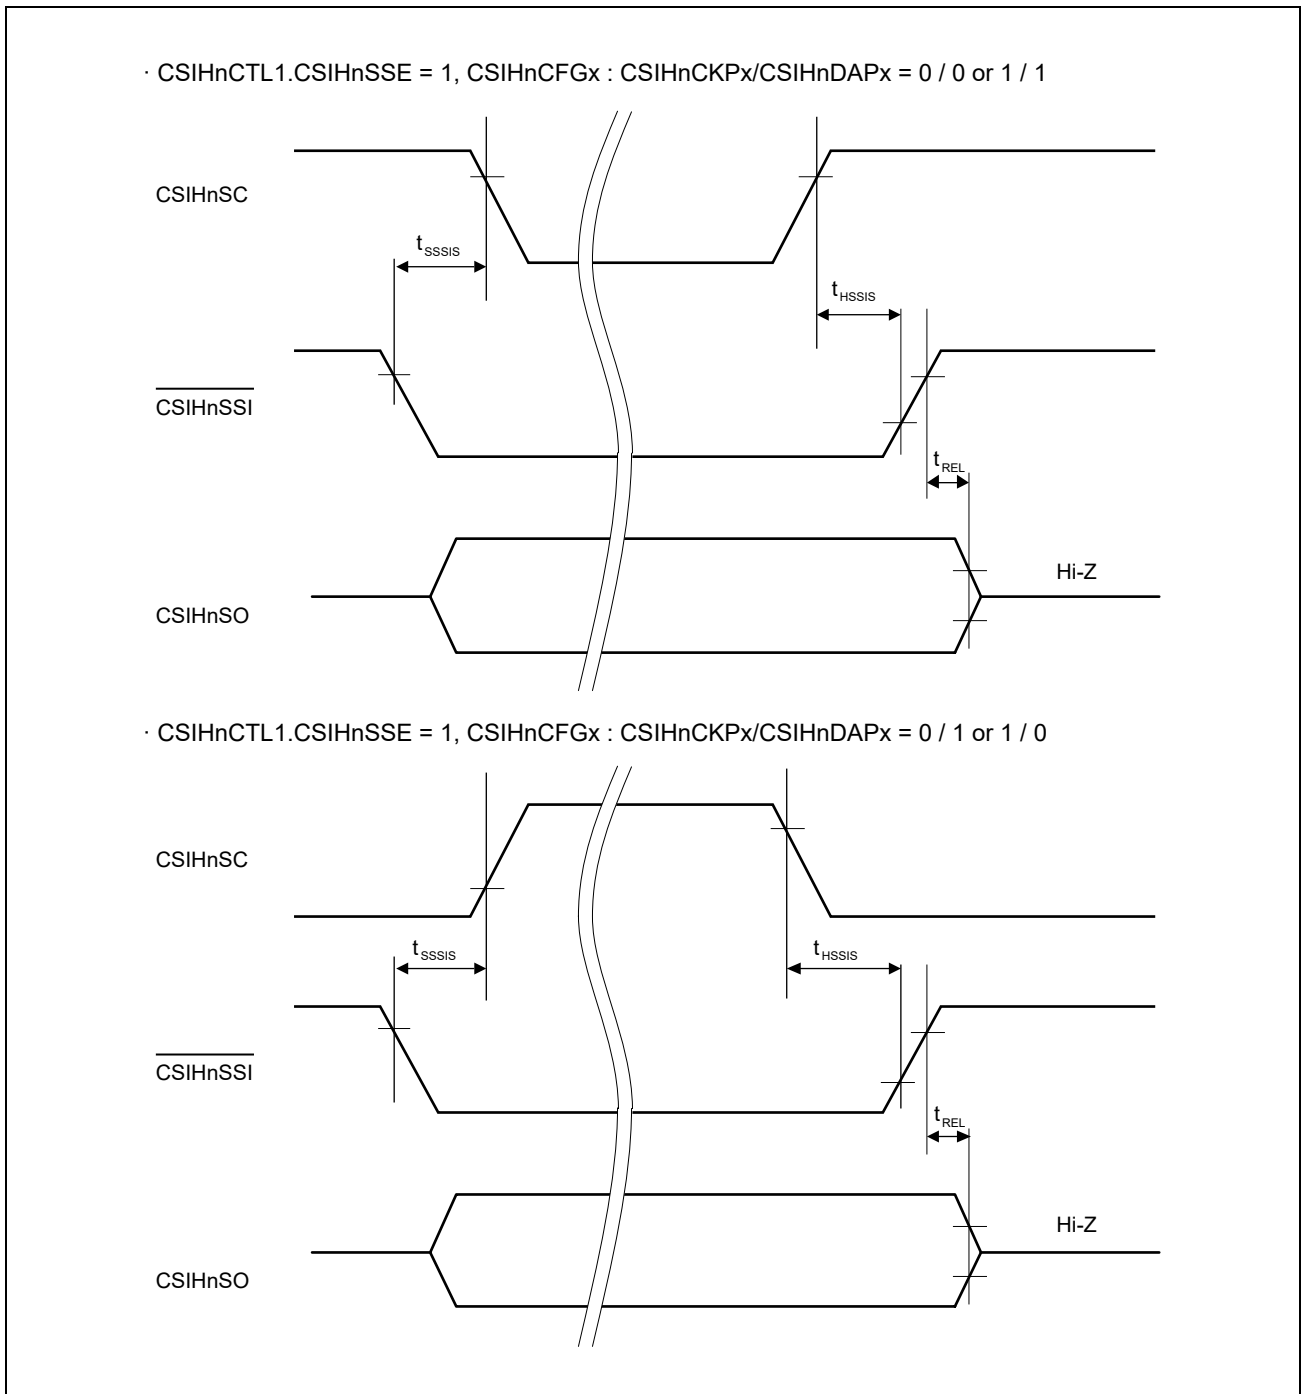 · CSIHnCTL1.CSIHnSSE = 1, CSIHnCFGx : CSIHnCKPx/CSIHnDAPx = 0 / 0 or 1 / 1
CSIHnSC
tSSSIS
tHSSIS
CSIHnSSI
tREL
Hi-Z
CSIHnSO
· CSIHnCTL1.CSIHnSSE = 1, CSIHnCFGx : CSIHnCKPx/CSIHnDAPx = 0 / 1 or 1 / 0
CSIHnSC
tSSSIS
tHSSIS
CSIHnSSI
tREL
Hi-Z
CSIHnSO